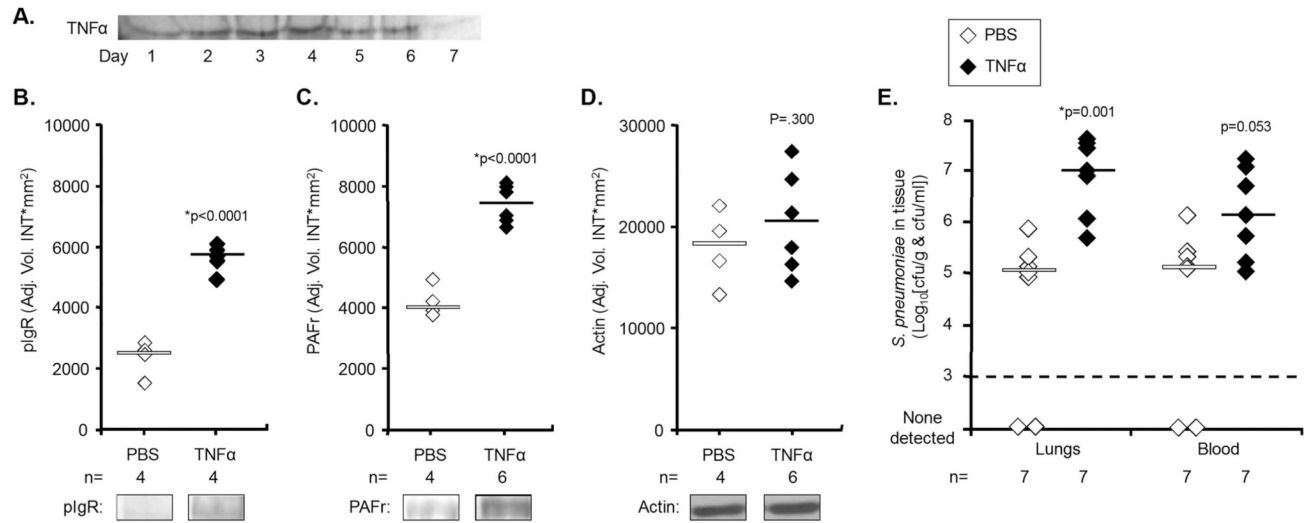 A.
TNFα
Day 1 2 3 4 5 6 7
PBS
TNFα
B.
10000
8000
6000
4000
2000
0
pIgR (Adj. Vol. INT*mm²)
*p<0.0001
PBS TNFα
n= 4 4
pIgR:
C.
10000
8000
6000
4000
2000
0
PAFr (Adj. Vol. INT*mm²)
*p<0.0001
PBS TNFα
4 6
PAFr:
D.
30000
20000
10000
0
Actin (Adj. Vol. INT*mm²)
P=.300
PBS TNFα
4 6
Actin:
E.
8
7
6
5
4
3
None
detected
S. pneumoniae in tissue
(Log₁₀[cfu/g & cfu/ml])
*p=0.001
p=0.053
Lungs Blood
n= 7 7 7 7